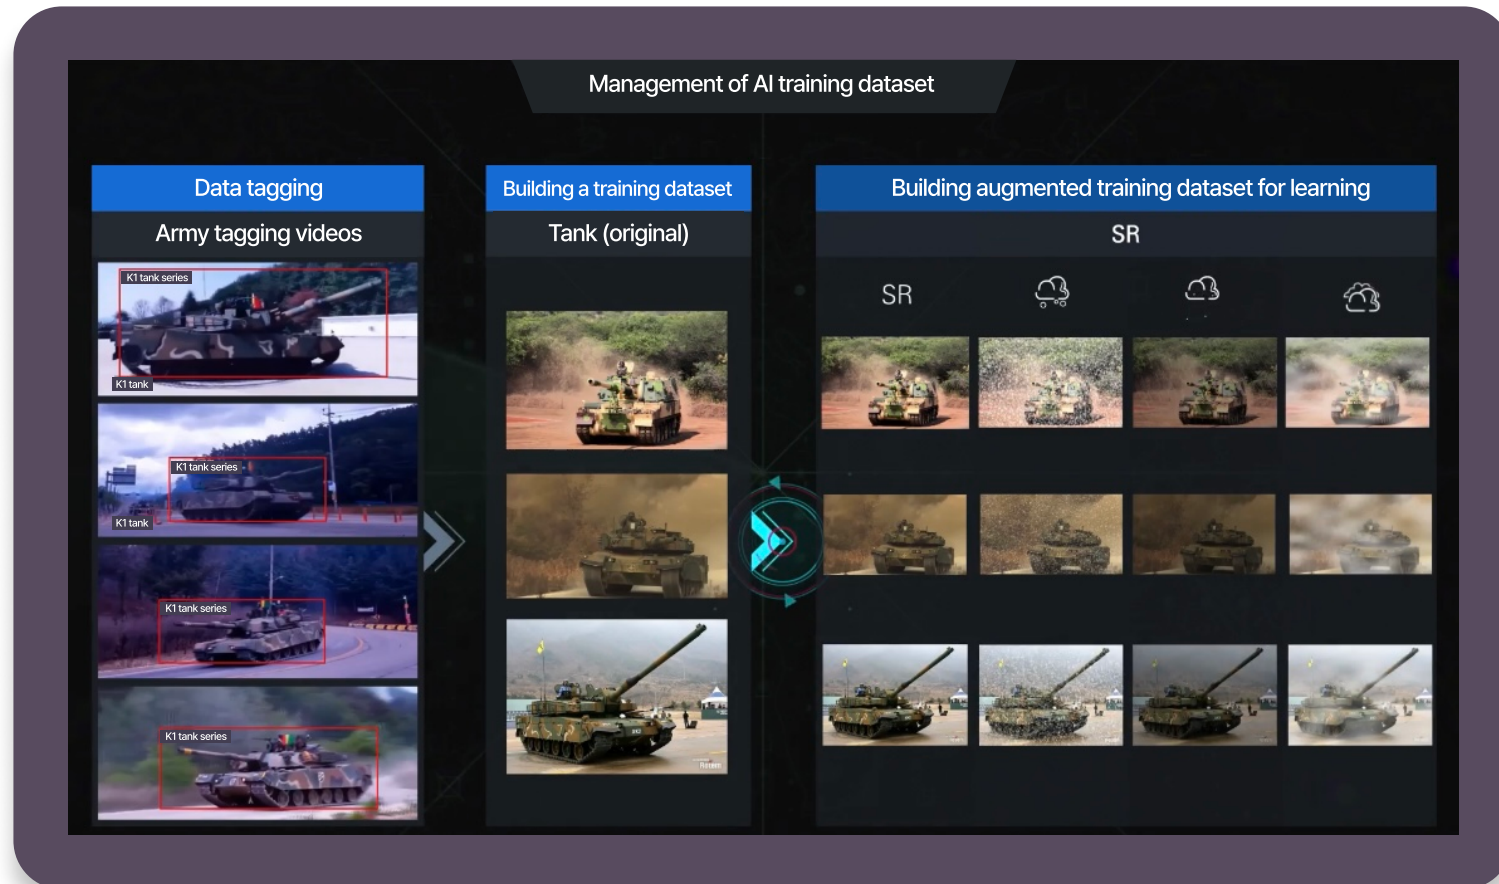 Management of AI training dataset
Data tagging
Army tagging videos
K1 tank series
K1 tank
K1 tank series
K1 tank
K1 tank series
K1 tank series
Building a training dataset
Tank (original)
Building augmented training dataset for learning
SR
SR